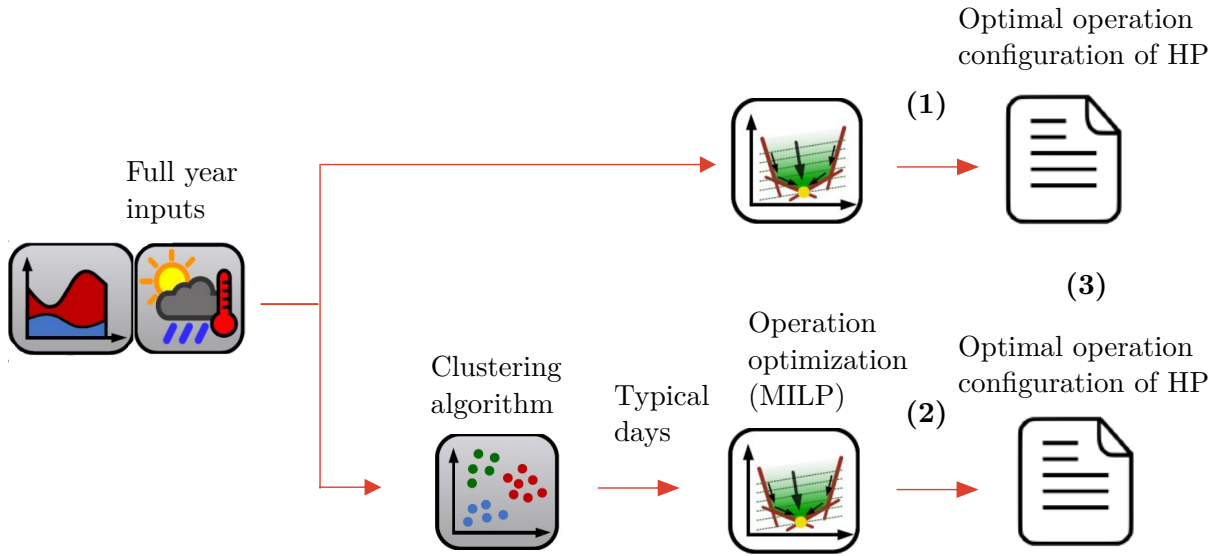 Optimal operation
configuration of HP
(1)
Full year
inputs
(3)
Operation
optimization
(MILP)
Optimal operation
configuration of HP
Clustering
algorithm
Typical
days
(2)